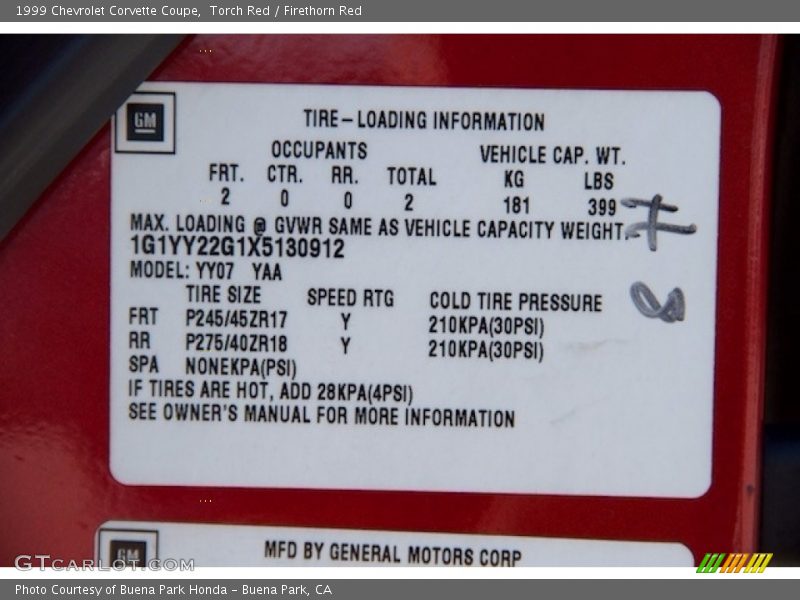 1999 Chevrolet Corvette Coupe, Torch Red / Firethorn Red
GM
TIRE-LOADING INFORMATION
OCCUPANTS VEHICLE CAP. WT.
FRT. CTR. RR. TOTAL KG LBS
2 0 0 2 181 399
MAX. LOADING @ GVWR SAME AS VEHICLE CAPACITY WEIGHT.
1G1YY22G1X5130912
MODEL: YY07 YAA
TIRE SIZE SPEED RTG COLD TIRE PRESSURE
FRT P245/45ZR17 Y 210KPA(30PSI)
RR P275/40ZR18 Y 210KPA(30PSI)
SPA NONEKPA(PSI)
IF TIRES ARE HOT, ADD 28KPA(4PSI)
SEE OWNER'S MANUAL FOR MORE INFORMATION
GM
MFD BY GENERAL MOTORS CORP
GTcarlot.com
Photo Courtesy of Buena Park Honda - Buena Park, CA